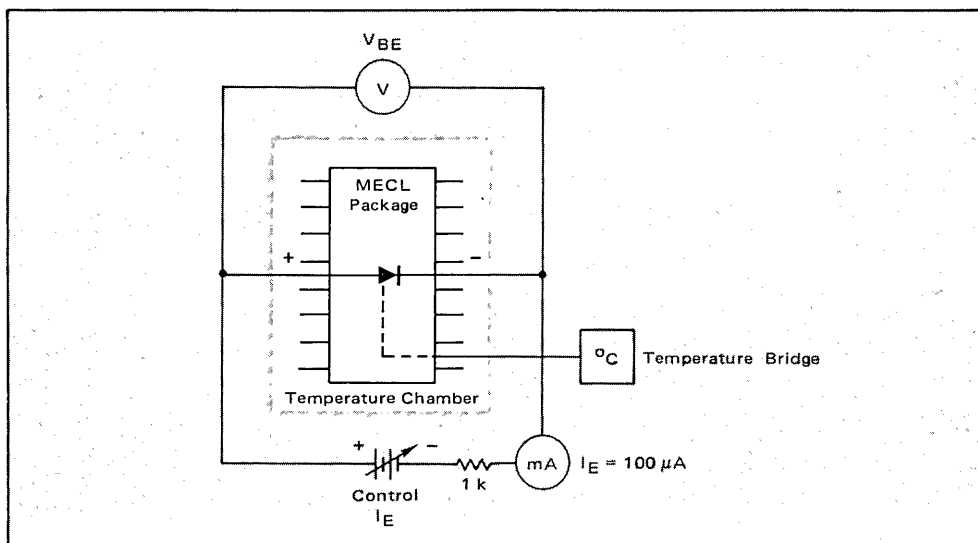 V_BE
V
MECL
Package
+
-
°C
Temperature Bridge
Temperature Chamber
+
-
mA
I_E = 100 μA
1 k
Control
I_E